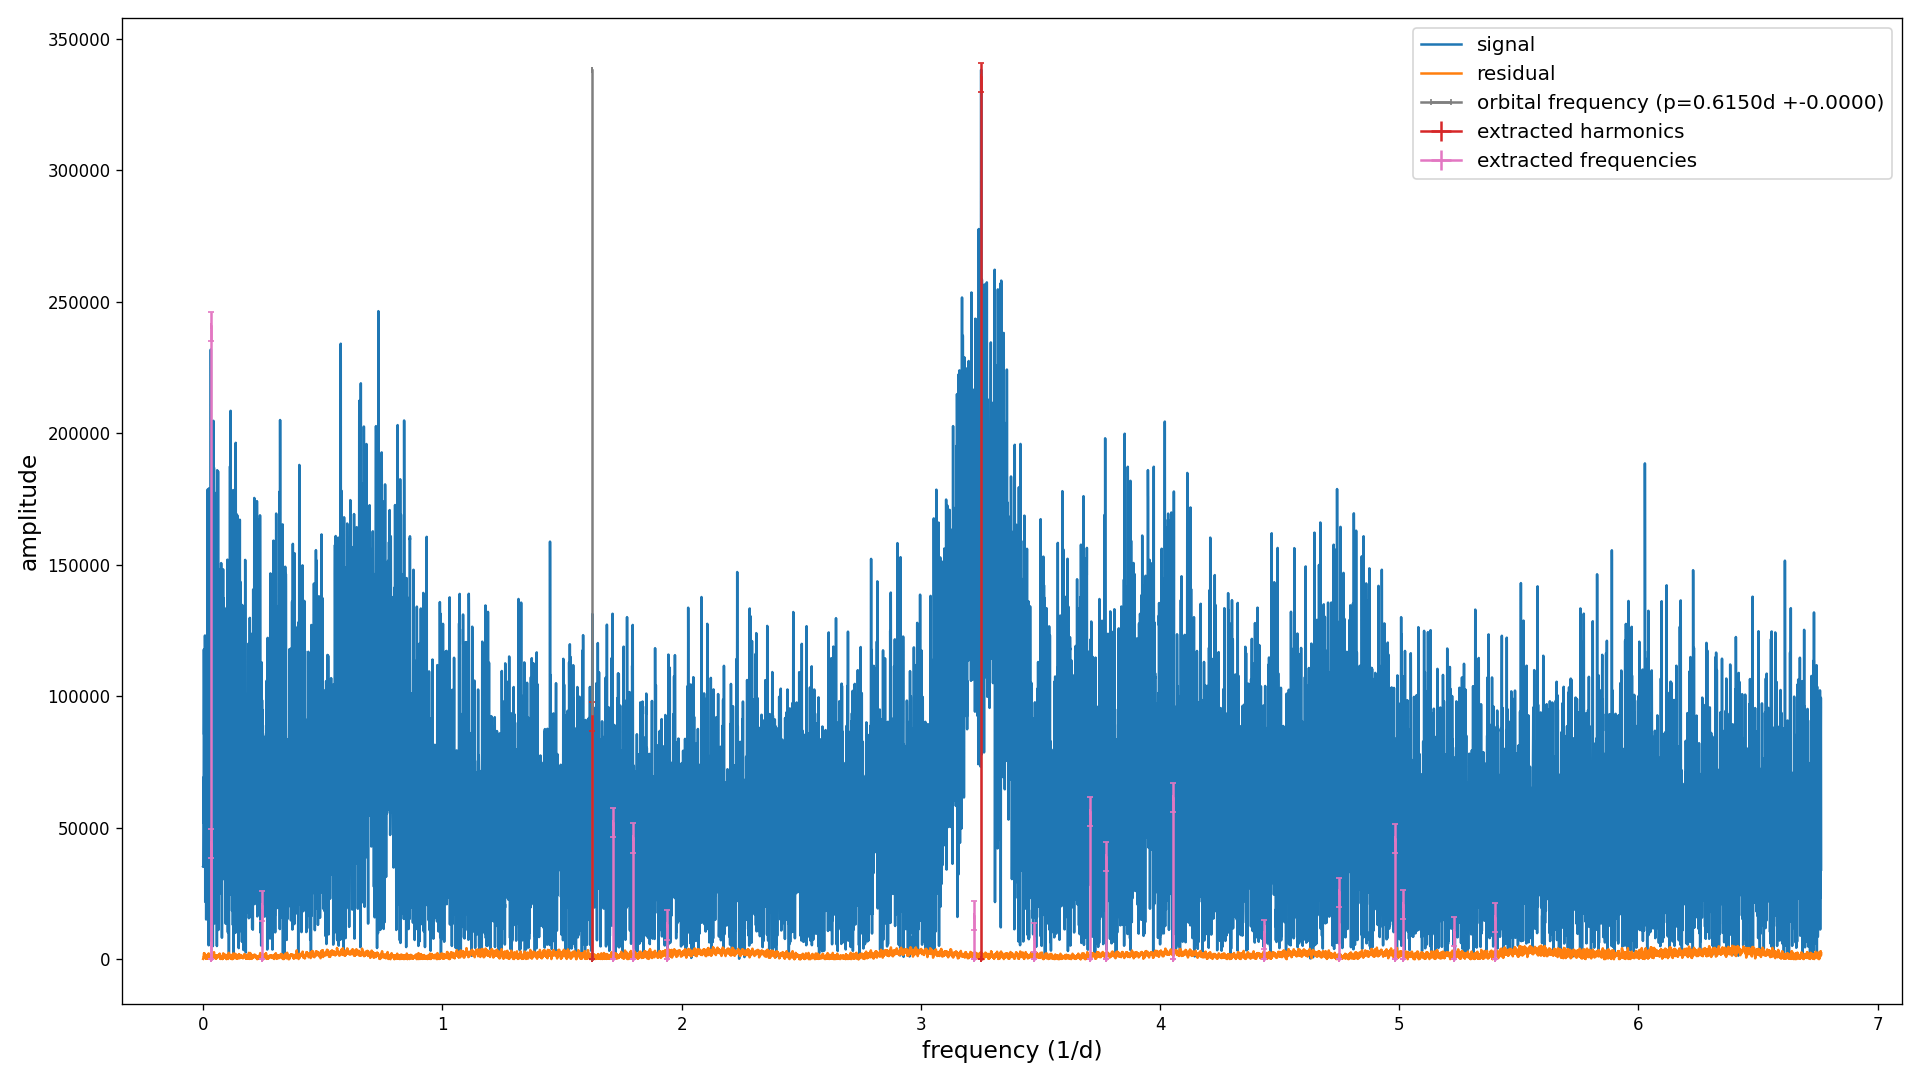 350000
300000
250000
200000
150000
100000
50000
0
amplitude
0 1 2 3 4 5 6 7
frequency (1/d)
signal
residual
orbital frequency (p=0.6150d +-0.0000)
extracted harmonics
extracted frequencies